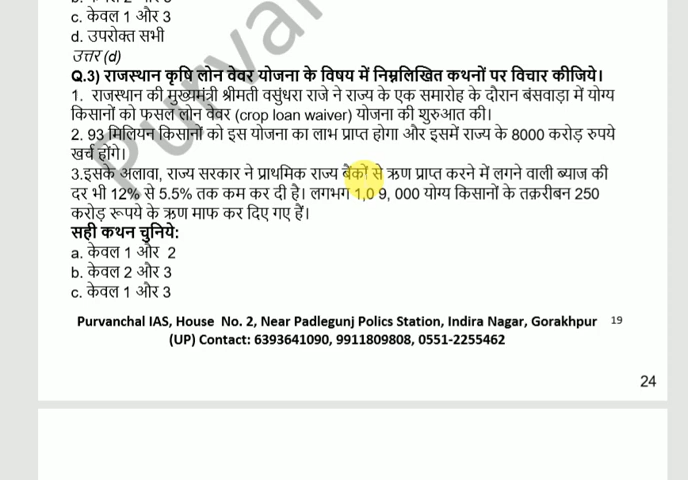 c. केवल 1 और 3
d. उपरोक्त सभी
उत्तर (d)
Q.3) राजस्थान कृषि लोन वेवर योजना के विषय में निम्नलिखित कथनों पर विचार कीजिये।
1. राजस्थान की मुख्यमंत्री श्रीमती वसुंधरा राजे ने राज्य के एक समारोह के दौरान बंसवाड़ा में योग्य
किसानों को फसल लोन वेवर (crop loan waiver) योजना की शुरुआत की।
2. 93 मिलियन किसानों को इस योजना का लाभ प्राप्त होगा और इसमें राज्य के 8000 करोड़ रुपये
खर्च होंगे।
3.इसके अलावा, राज्य सरकार ने प्राथमिक राज्य बैंकों से ऋण प्राप्त करने में लगने वाली ब्याज की
दर भी 12% से 5.5% तक कम कर दी है। लगभग 1,0 9, 000 योग्य किसानों के तक़रीबन 250
करोड़ रूपये के ऋण माफ कर दिए गए हैं।
सही कथन चुनिये:
a. केवल 1 और 2
b. केवल 2 और 3
c. केवल 1 और 3
Purvanchal IAS, House No. 2, Near Padlegunj Polics Station, Indira Nagar, Gorakhpur 19
(UP) Contact: 6393641090, 9911809808, 0551-2255462
24